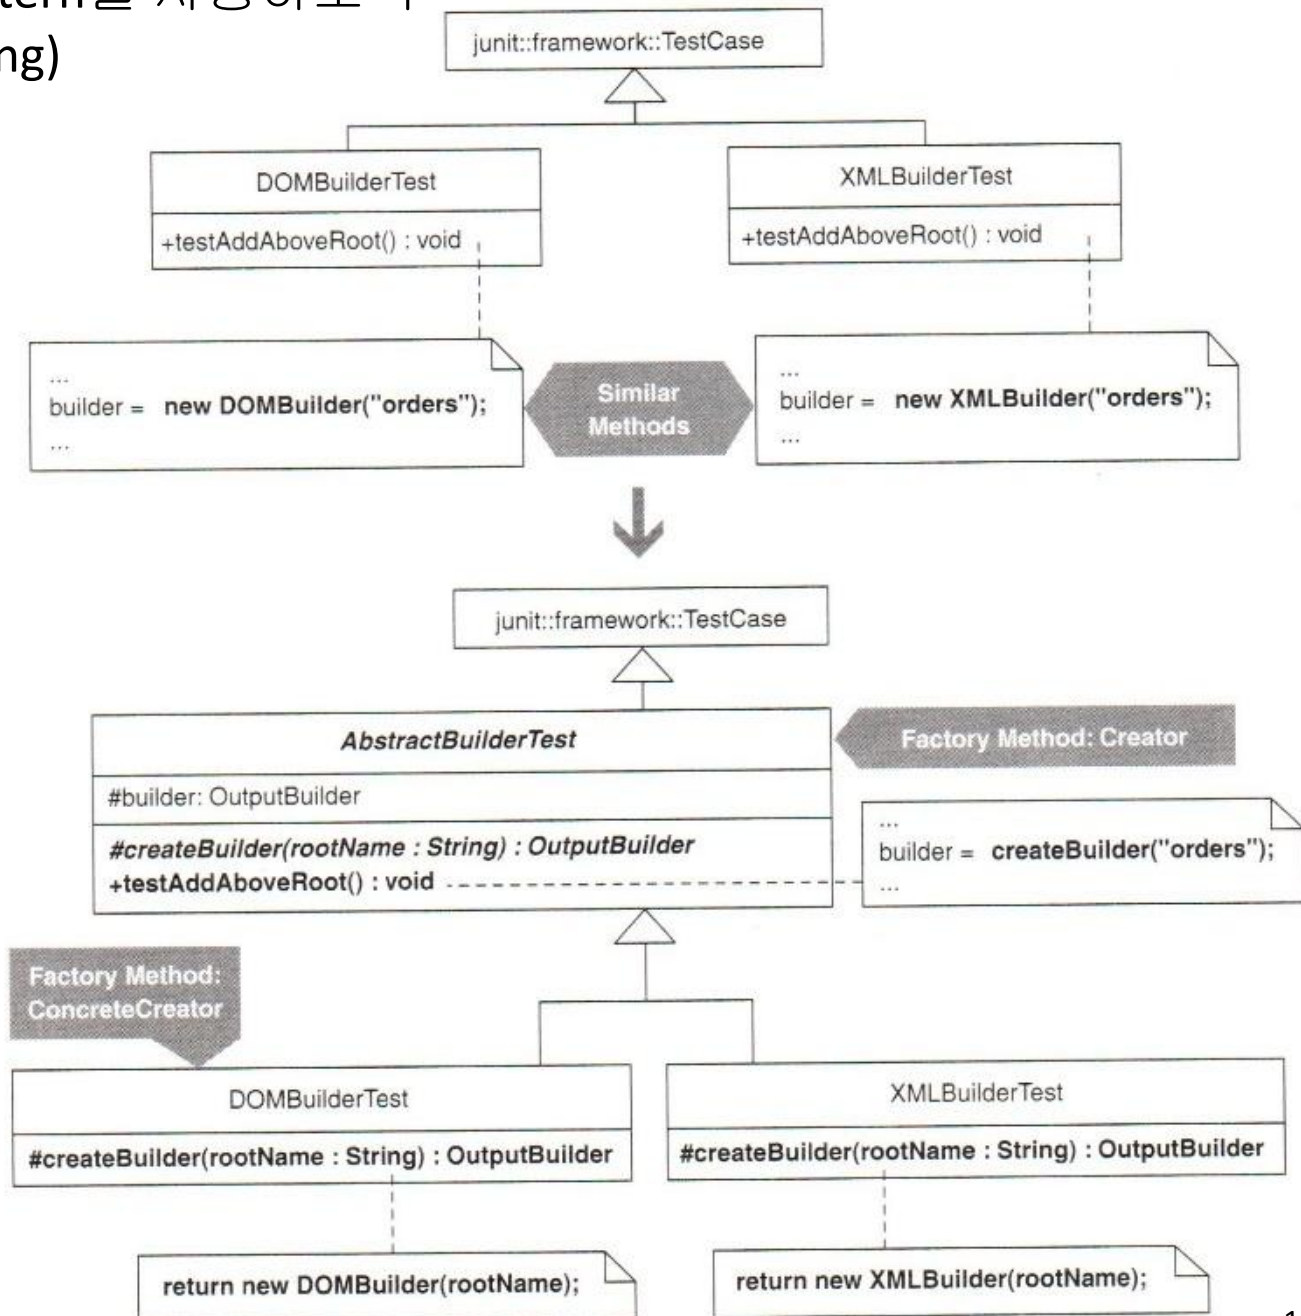 ng)
junit::framework::TestCase
DOMBuilderTest
+testAddAboveRoot() : void
XMLBuilderTest
+testAddAboveRoot() : void
...
builder = new DOMBuilder("orders");
...
Similar
Methods
...
builder = new XMLBuilder("orders");
...
junit::framework::TestCase
AbstractBuilderTest
#builder: OutputBuilder
#createBuilder(rootName : String) : OutputBuilder
+testAddAboveRoot() : void
Factory Method: Creator
...
builder = createBuilder("orders");
...
Factory Method:
ConcreteCreator
DOMBuilderTest
#createBuilder(rootName : String) : OutputBuilder
XMLBuilderTest
#createBuilder(rootName : String) : OutputBuilder
return new DOMBuilder(rootName);
return new XMLBuilder(rootName);